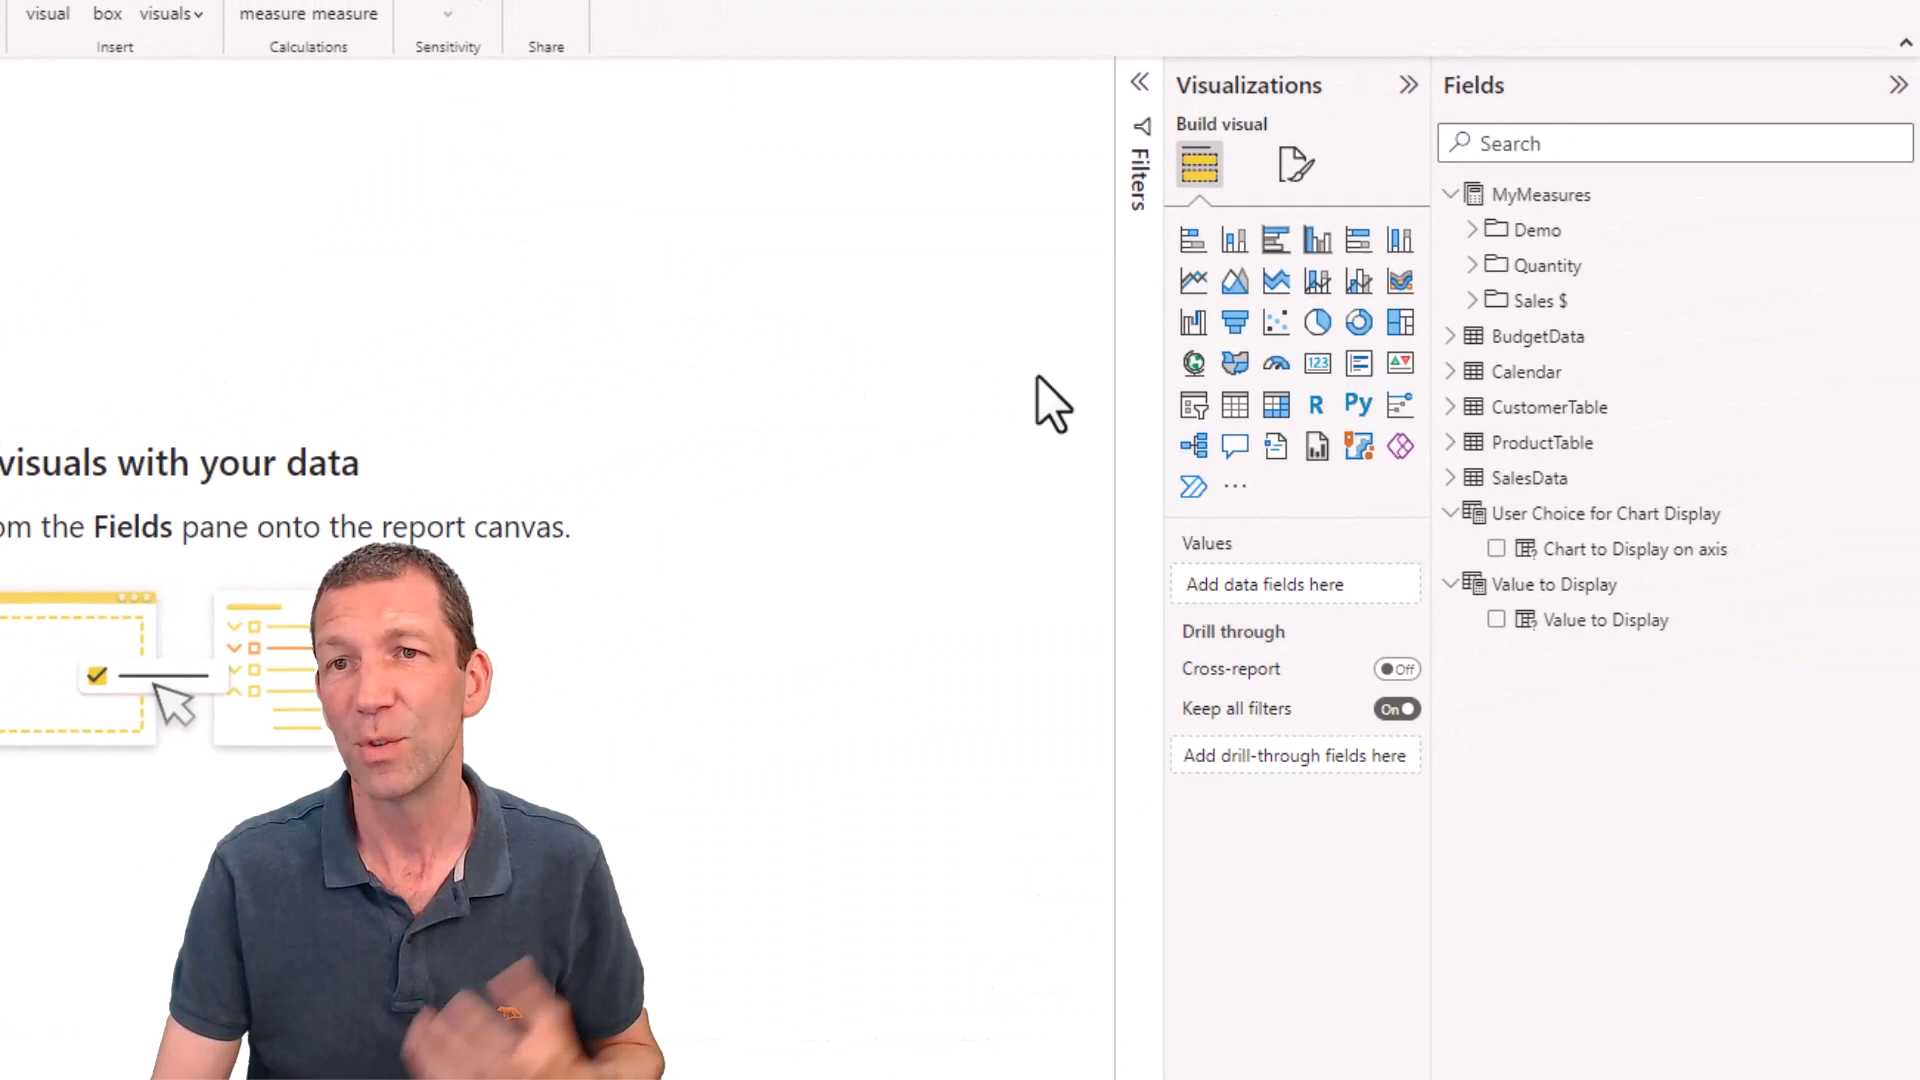 visual box visuals measure measure
Insert Calculations Sensitivity Share
Visualizations
Fields
Build visual
Search
Filters
MyMeasures
Demo
Quantity
Sales $
BudgetData
Calendar
CustomerTable
ProductTable
SalesData
User Choice for Chart Display
Chart to Display on axis
Value to Display
Value to Display
123
R Py
visuals with your data
om the Fields pane onto the report canvas.
Values
Add data fields here
Drill through
Cross-report Off
Keep all filters On
Add drill-through fields here